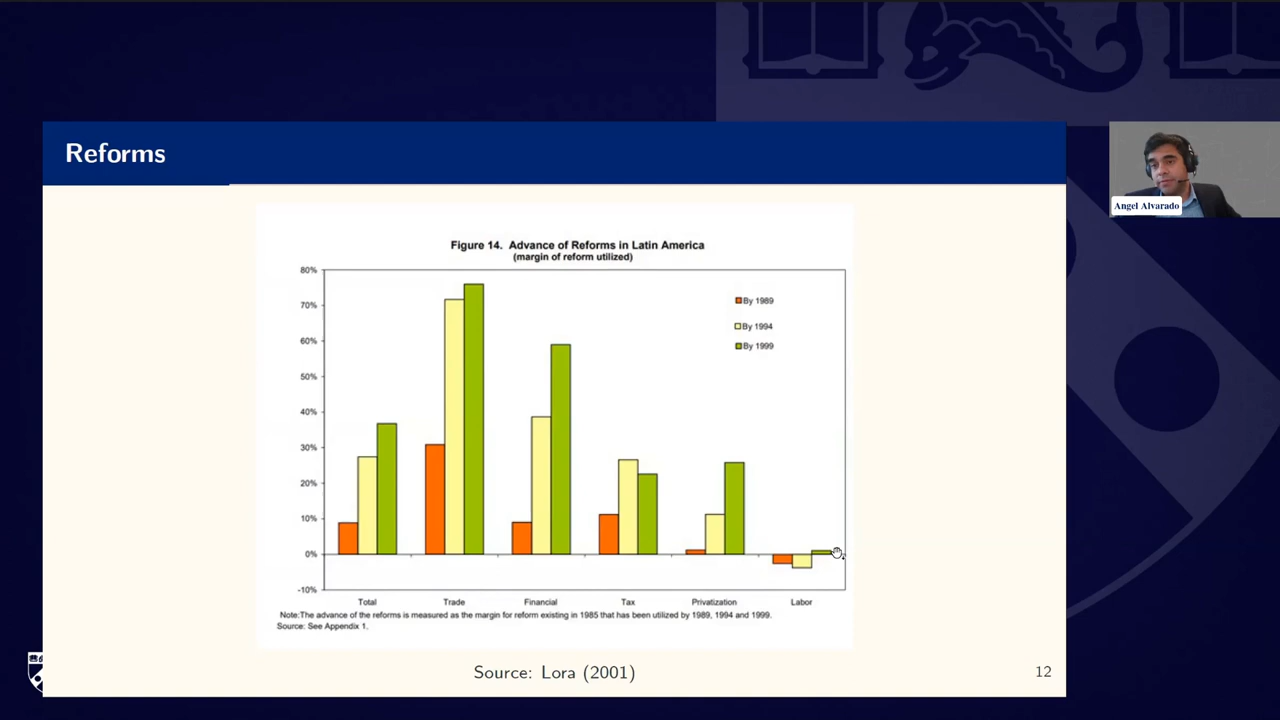 Reforms
Angel Alvarado
Figure 14. Advance of Reforms in Latin America
(margin of reform utilized)
80%
70%
60%
50%
40%
30%
20%
10%
0%
-10%
By 1989
By 1994
By 1999
Total Trade Financial Tax Privatization Labor
Note:The advance of the reforms is measured as the margin for reform existing in 1985 that has been utilized by 1989, 1994 and 1999.
Source: See Appendix 1.
Source: Lora (2001)
12